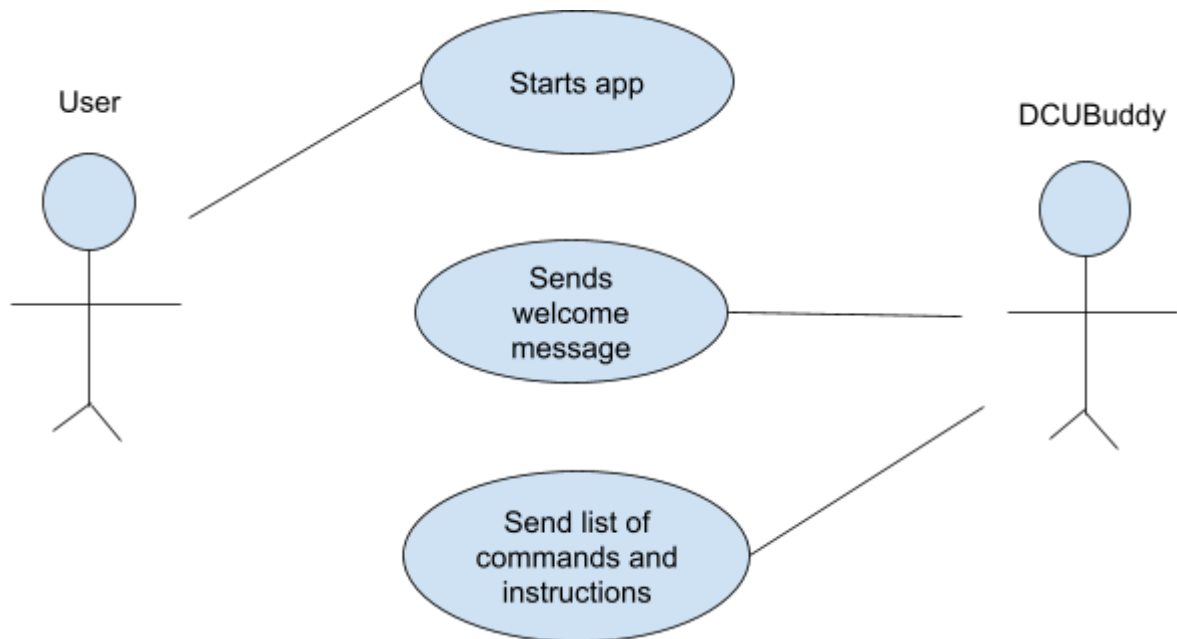 Starts app
User
DCUBuddy
Sends
welcome
message
Send list of
commands and
instructions